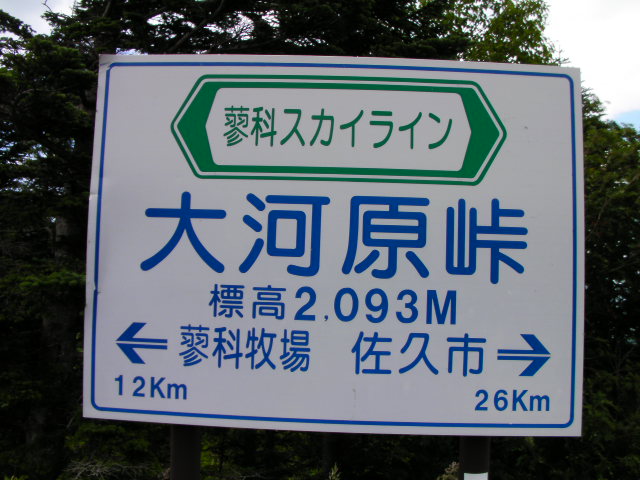 蓼科スカイライン
大河原峠
標高2,093M
←蓼科牧場 佐久市→
12Km 26Km